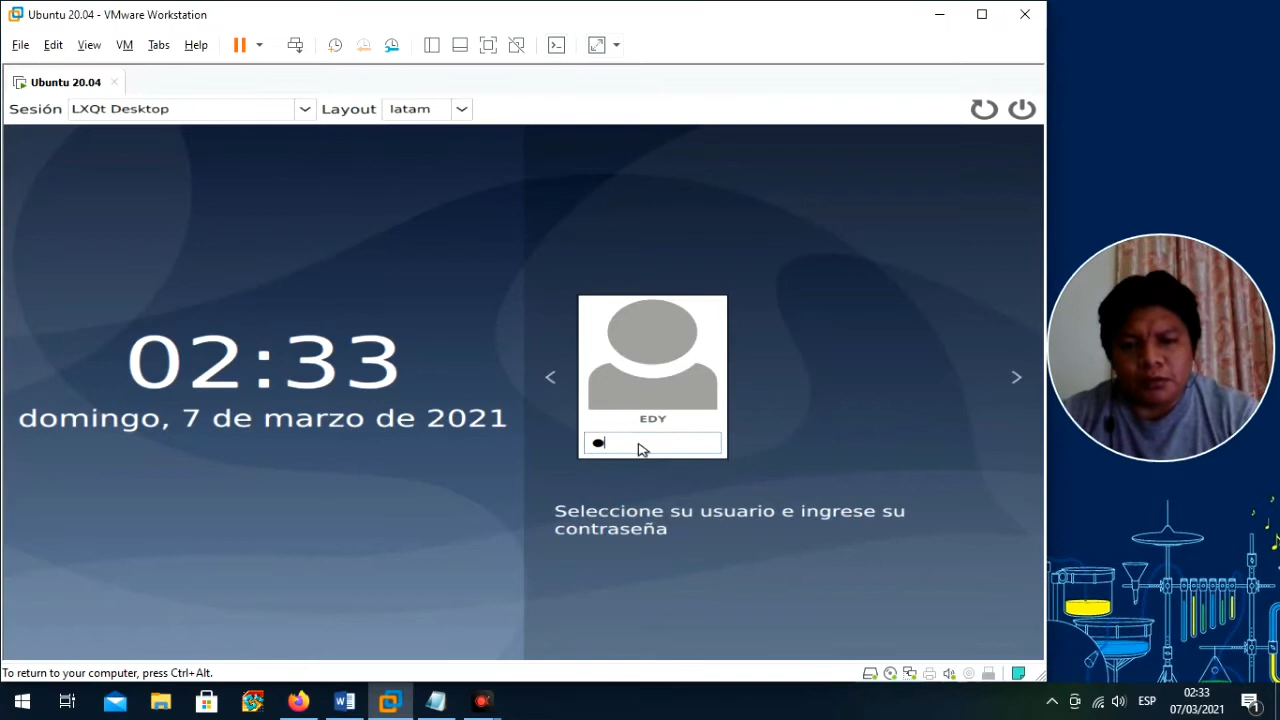 Ubuntu 20.04 - VMware Workstation
File Edit View VM Tabs Help
Ubuntu 20.04
Sesión LXQt Desktop Layout latam
02:33
domingo, 7 de marzo de 2021
EDY
Seleccione su usuario e ingrese su
contraseña
To return to your computer, press Ctrl+Alt.
ESP
02:33
07/03/2021
1